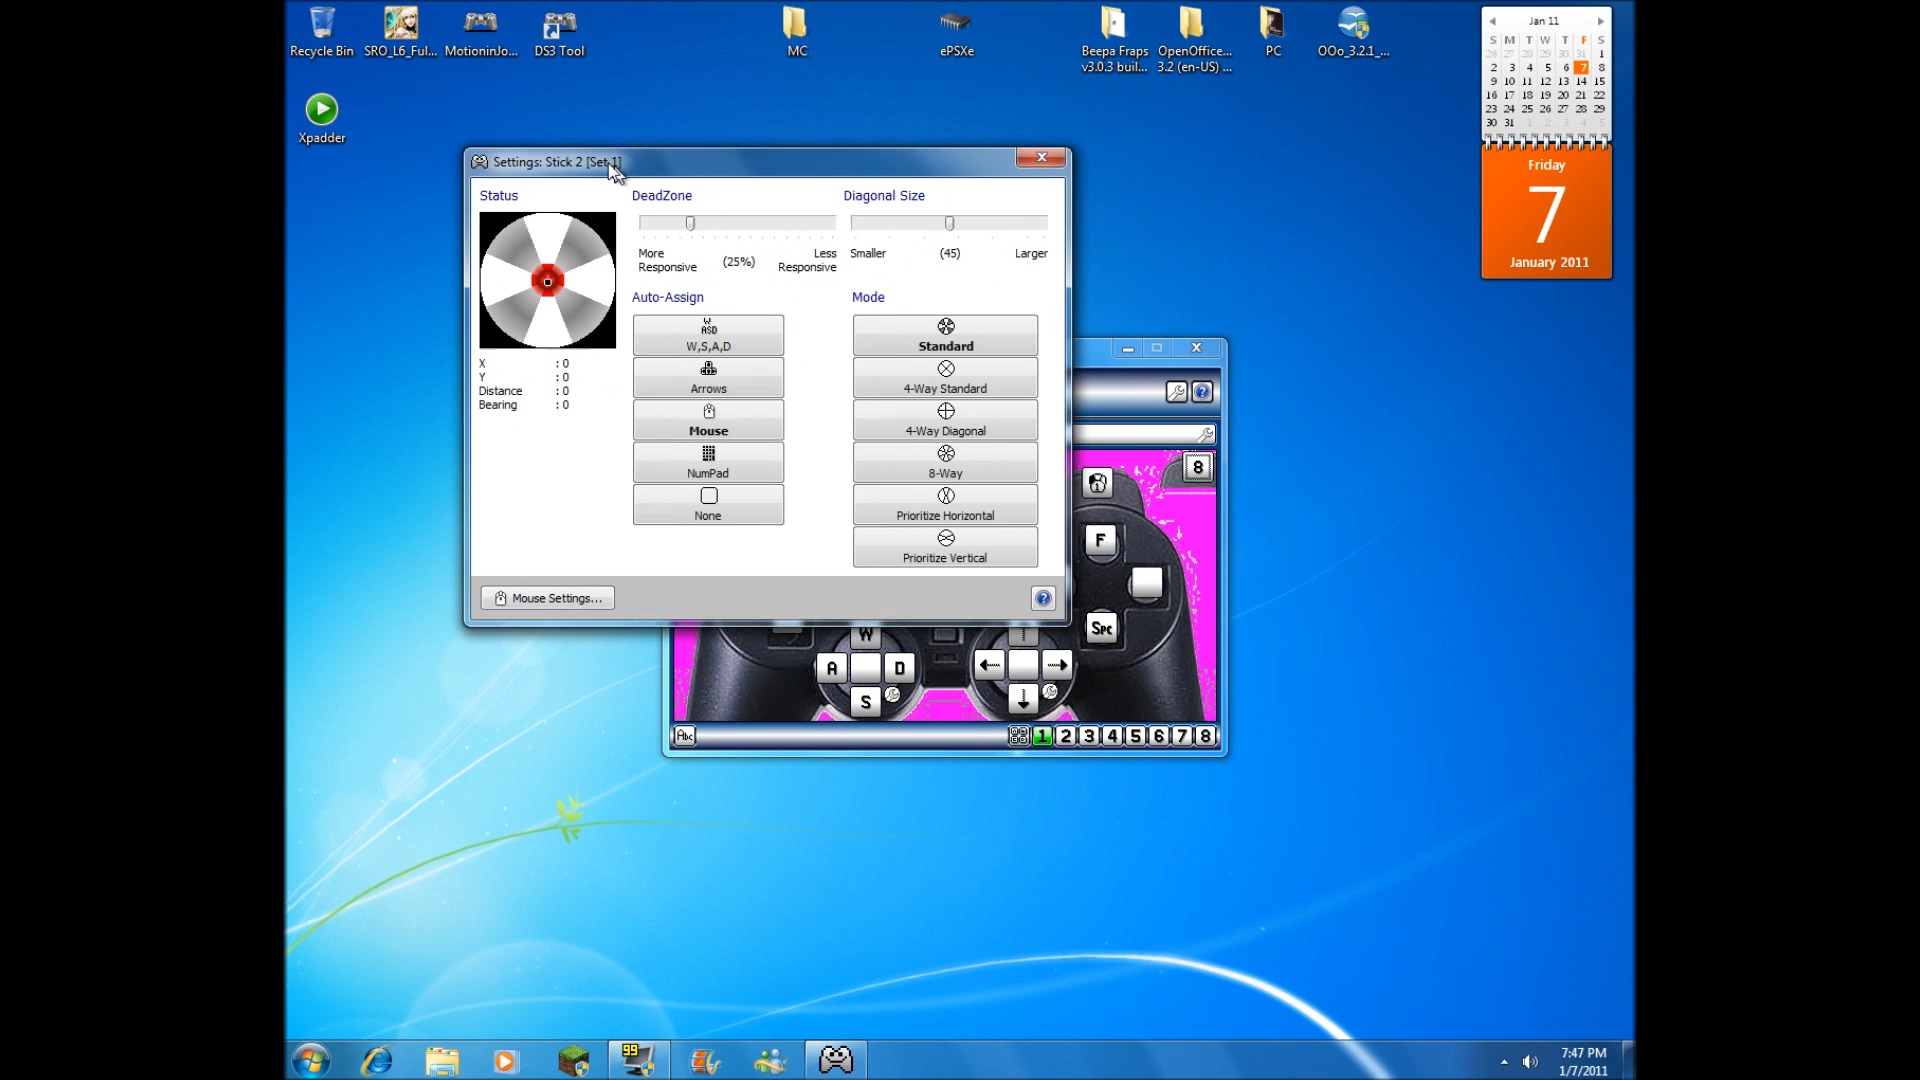 Recycle Bin
SRO_L6_Ful...
MotioninJo...
DS3 Tool
MC
ePSXe
Beepa Fraps
v3.0.3 buil...
OpenOffice...
3.2 (en-US) ...
PC
OOo_3.2.1_...
Xpadder
Jan 11
S M T W T F S
26 27 28 29 30 31 1
2 3 4 5 6 7 8
9 10 11 12 13 14 15
16 17 18 19 20 21 22
23 24 25 26 27 28 29
30 31 1 2 3 4 5
Friday
7
January 2011
Settings: Stick 2 [Set 1]
Status
DeadZone
Diagonal Size
More
Responsive
(25%)
Less
Responsive
Smaller
(45)
Larger
Auto-Assign
Mode
X : 0
Y : 0
Distance : 0
Bearing : 0
W
ASD
W,S,A,D
Arrows
Mouse
NumPad
None
Standard
4-Way Standard
4-Way Diagonal
8-Way
Prioritize Horizontal
Prioritize Vertical
Mouse Settings...
8
1
F
Spc
W
A
D
S
Abc
1 2 3 4 5 6 7 8
99
7:47 PM
1/7/2011